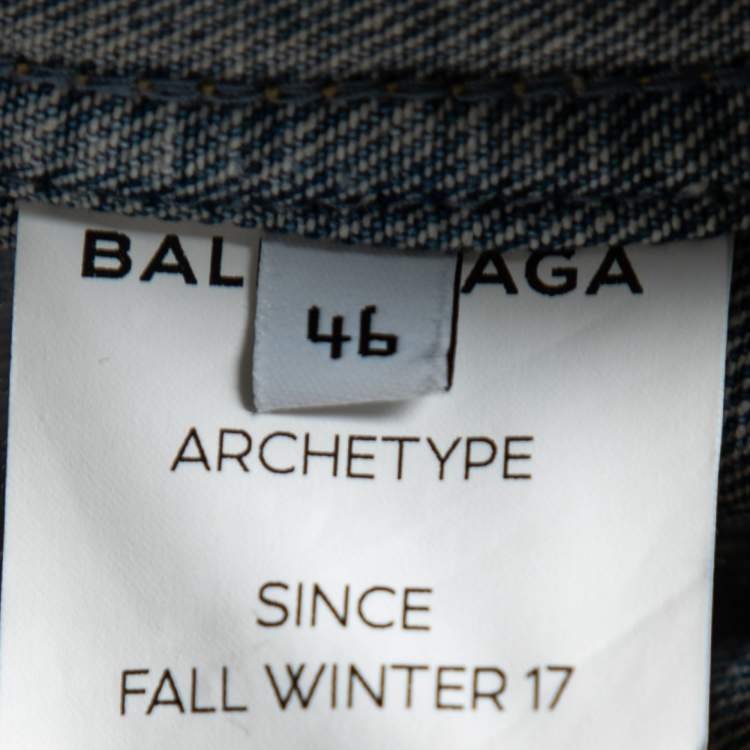 BAL AGA
46
ARCHETYPE
SINCE
FALL WINTER 17